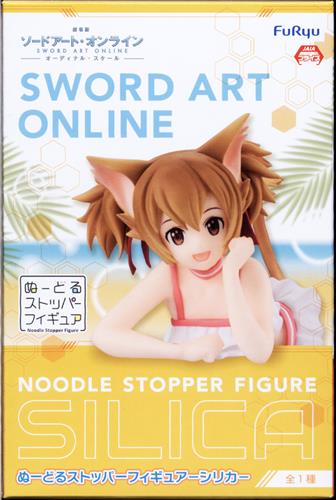 劇場版
ソードアート・オンライン
SWORD ART ONLINE
オーディナル・スケール
FuRyu
JAIA
SWORD ART
ONLINE
ぬーどる
ストッパー
フィギュア
Noodle Stopper Figure
NOODLE STOPPER FIGURE
SILICA
ぬーどるストッパーフィギュアーシリカー
全1種